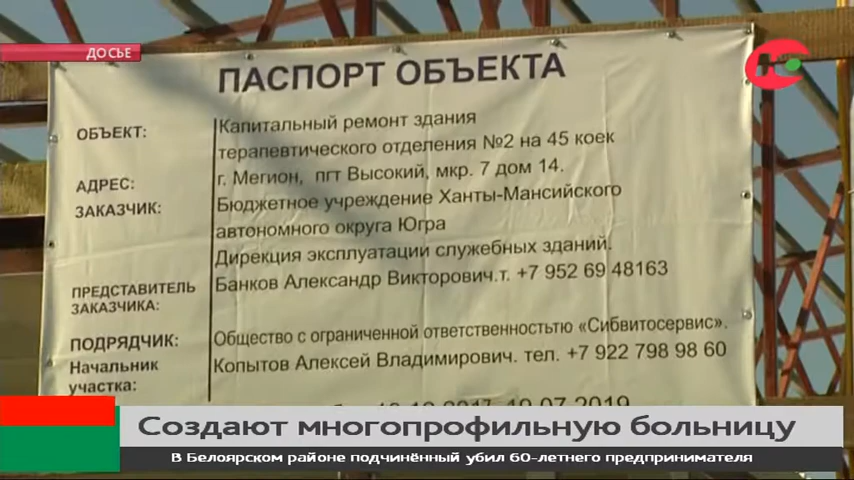 ДОСЬЕ
Ю
ПАСПОРТ ОБЪЕКТА
ОБЪЕКТ: Капитальный ремонт здания
терапевтического отделения №2 на 45 коек
АДРЕС: г. Мегион, пгт Высокий, мкр. 7 дом 14.
ЗАКАЗЧИК: Бюджетное учреждение Ханты-Мансийского
автономного округа Югра
Дирекция эксплуатации служебных зданий.
ПРЕДСТАВИТЕЛЬ Банков Александр Викторович.т. +7 952 69 48163
ЗАКАЗЧИКА:
ПОДРЯДЧИК: Общество с ограниченной ответственностью «Сибвитосервис».
Начальник Копытов Алексей Владимирович. тел. +7 922 798 98 60
участка:
19.07.2019
Создают многопрофильную больницу
В Белоярском районе подчинённый убил 60-летнего предпринимателя